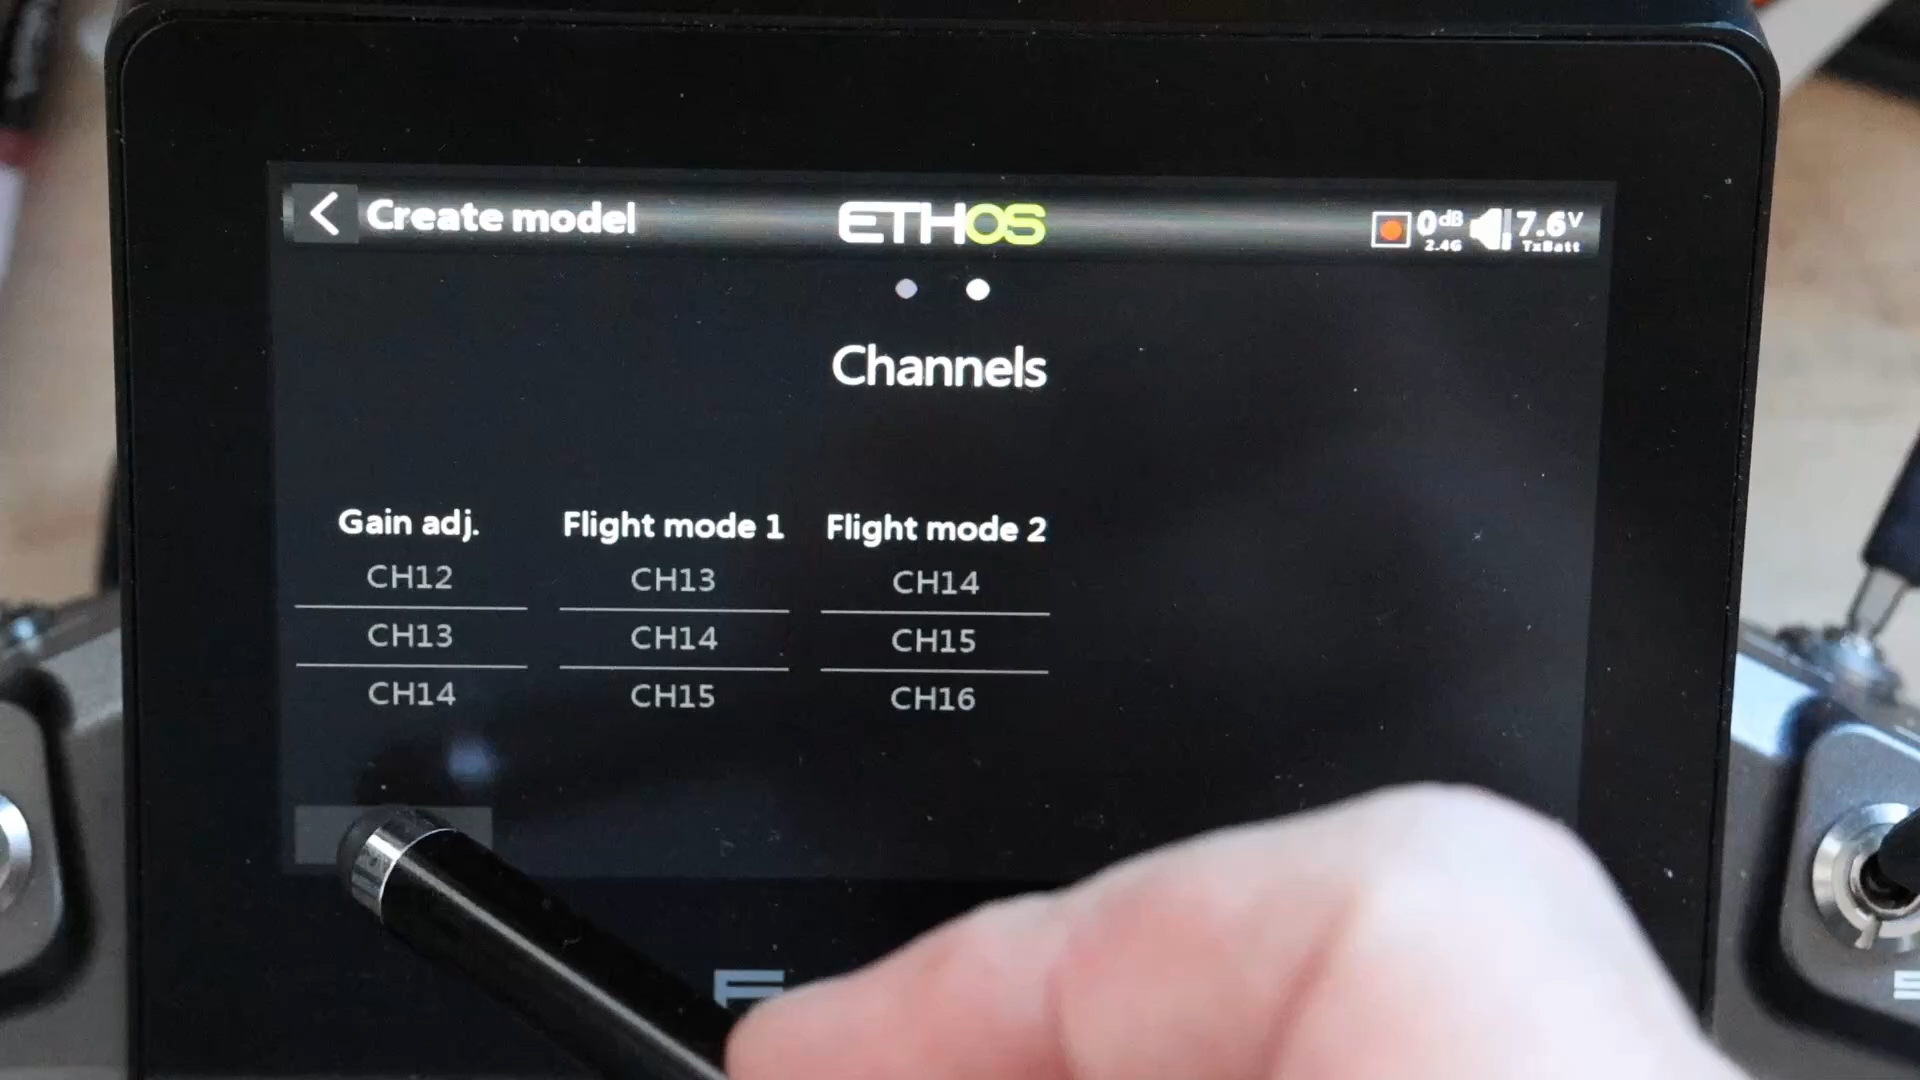 Create model
ETHOS
0dB
2.4G
7.6V
TxBatt
Channels
Gain adj. Flight mode 1 Flight mode 2
CH12 CH13 CH14
CH13 CH14 CH15
CH14 CH15 CH16